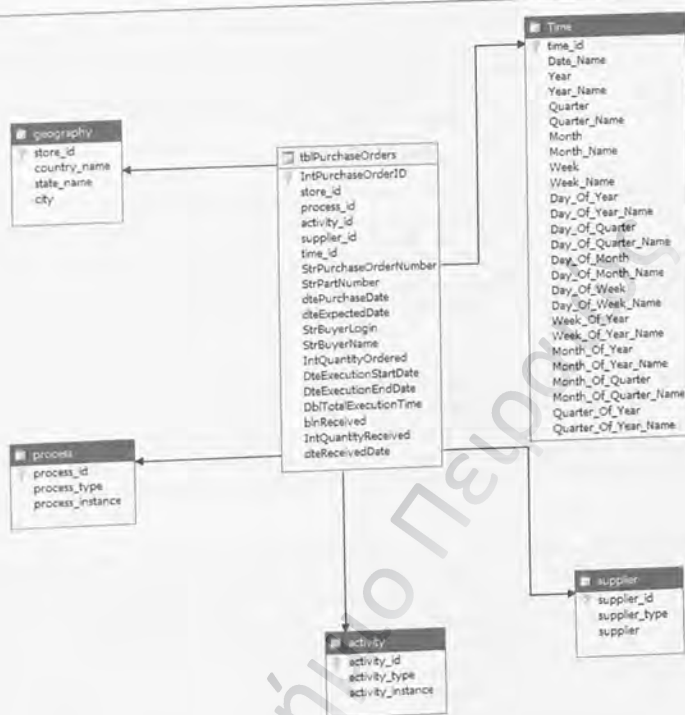 geography
store_id
country_name
state_name
city
tblPurchaseOrders
IntPurchaseOrderID
store_id
process_id
activity_id
supplier_id
time_id
StrPurchaseOrderNumber
StrPartNumber
dtePurchaseDate
dteExpectedDate
StrBuyerLogin
StrBuyerName
IntQuantityOrdered
DteExecutionStartDate
DteExecutionEndDate
DblTotalExecutionTime
blnReceived
IntQuantityReceived
dteReceivedDate
Time
time_id
Date_Name
Year
Year_Name
Quarter
Quarter_Name
Month
Month_Name
Week
Week_Name
Day_Of_Year
Day_Of_Year_Name
Day_Of_Quarter
Day_Of_Quarter_Name
Day_Of_Month
Day_Of_Month_Name
Day_Of_Week
Day_Of_Week_Name
Week_Of_Year
Week_Of_Year_Name
Month_Of_Year
Month_Of_Year_Name
Month_Of_Quarter
Month_Of_Quarter_Name
Quarter_Of_Year
Quarter_Of_Year_Name
process
process_id
process_type
process_instance
activity
activity_id
activity_type
activity_instance
supplier
supplier_id
supplier_type
supplier